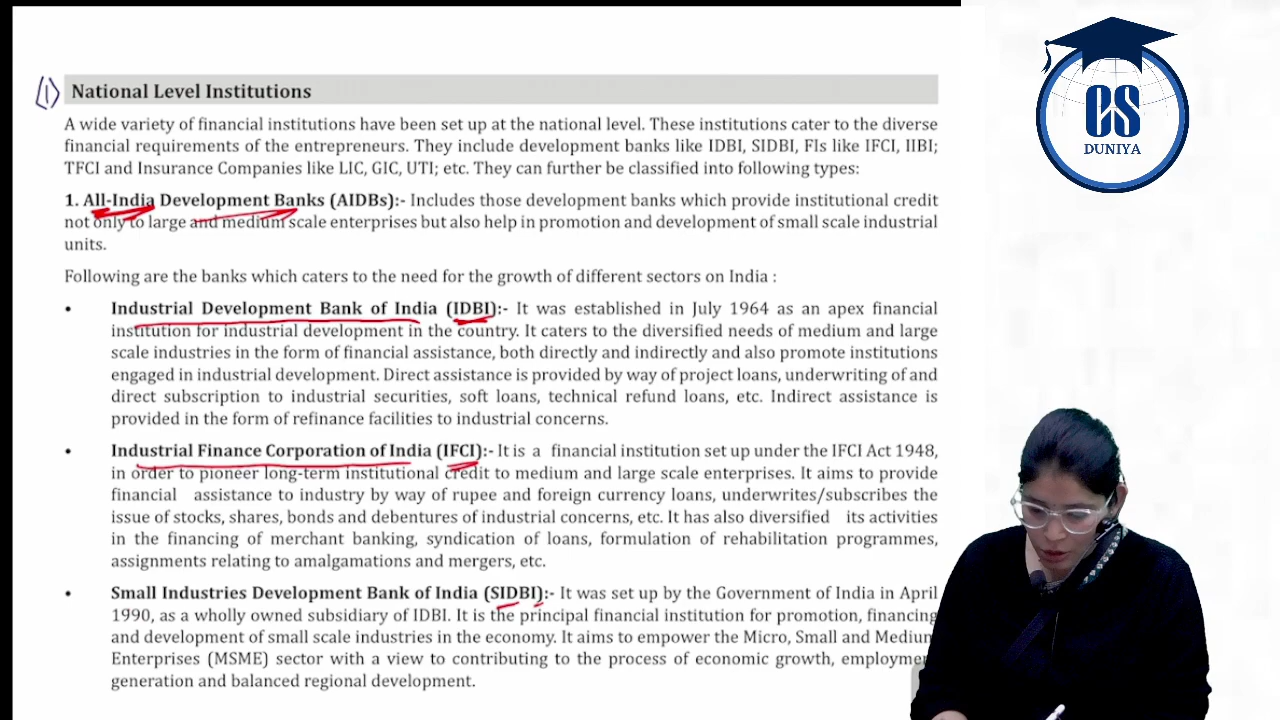 (1) National Level Institutions
A wide variety of financial institutions have been set up at the national level. These institutions cater to the diverse
financial requirements of the entrepreneurs. They include development banks like IDBI, SIDBI, FIs like IFCI, IIBI;
TFCI and Insurance Companies like LIC, GIC, UTI; etc. They can further be classified into following types:
1. All-India Development Banks (AIDBs):- Includes those development banks which provide institutional credit
not only to large and medium scale enterprises but also help in promotion and development of small scale industrial
units.
Following are the banks which caters to the need for the growth of different sectors on India :
• Industrial Development Bank of India (IDBI):- It was established in July 1964 as an apex financial
institution for industrial development in the country. It caters to the diversified needs of medium and large
scale industries in the form of financial assistance, both directly and indirectly and also promote institutions
engaged in industrial development. Direct assistance is provided by way of project loans, underwriting of and
direct subscription to industrial securities, soft loans, technical refund loans, etc. Indirect assistance is
provided in the form of refinance facilities to industrial concerns.
• Industrial Finance Corporation of India (IFCI):- It is a financial institution set up under the IFCI Act 1948,
in order to pioneer long-term institutional credit to medium and large scale enterprises. It aims to provide
financial assistance to industry by way of rupee and foreign currency loans, underwrites/subscribes the
issue of stocks, shares, bonds and debentures of industrial concerns, etc. It has also diversified its activities
in the financing of merchant banking, syndication of loans, formulation of rehabilitation programmes,
assignments relating to amalgamations and mergers, etc.
• Small Industries Development Bank of India (SIDBI):- It was set up by the Government of India in April
1990, as a wholly owned subsidiary of IDBI. It is the principal financial institution for promotion, financing
and development of small scale industries in the economy. It aims to empower the Micro, Small and Medium
Enterprises (MSME) sector with a view to contributing to the process of economic growth, employmen
generation and balanced regional development.
CS
DUNIYA